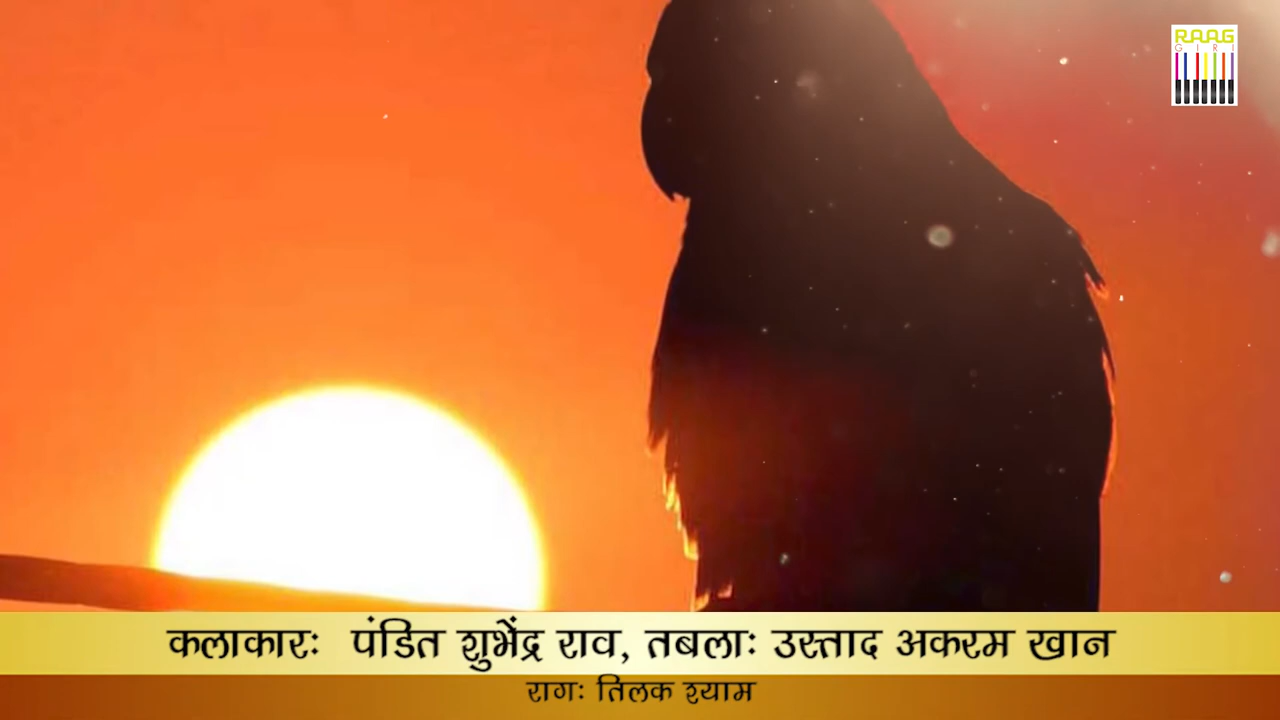 RAAG
GIRI
कलाकारः पंडित शुभेंद्र राव, तबलाः उस्ताद अकरम खान
रागः तिलक श्याम